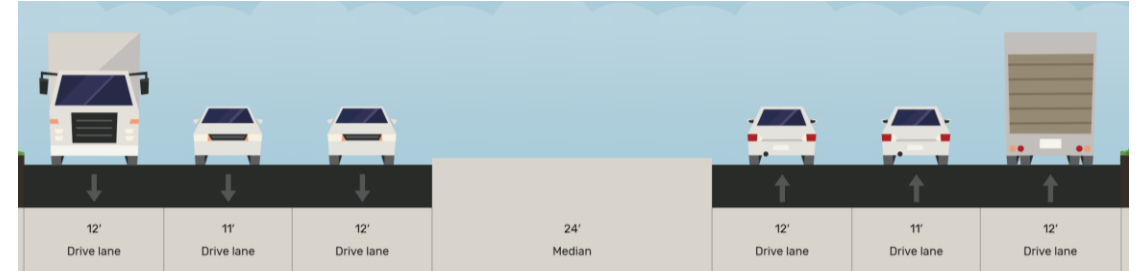 12′
Drive lane
11′
Drive lane
12′
Drive lane
24′
Median
12′
Drive lane
11′
Drive lane
12′
Drive lane